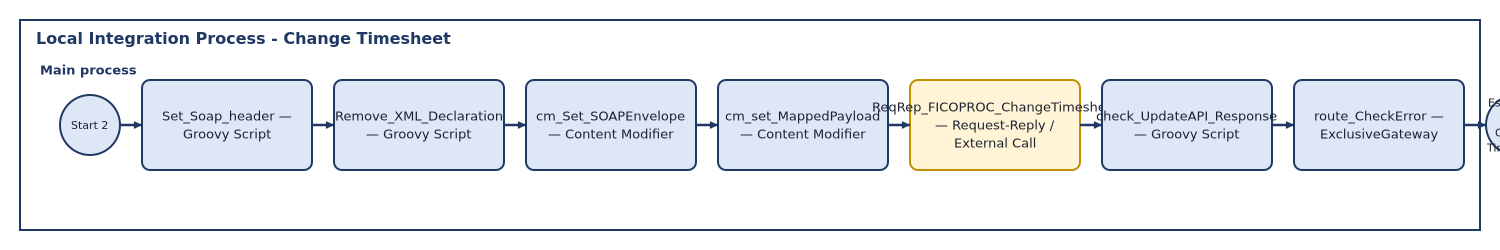 Local Integration Process - Change Timesheet
Main process
Start 2
Set_Soap_header —
Groovy Script
Remove_XML_Declaration
— Groovy Script
cm_Set_SOAPEnvelope
— Content Modifier
cm_set_MappedPayload
— Content Modifier
ReqRep_FICOPROC_ChangeTimeshe
— Request-Reply /
External Call
check_UpdateAPI_Response
— Groovy Script
route_CheckError —
ExclusiveGateway